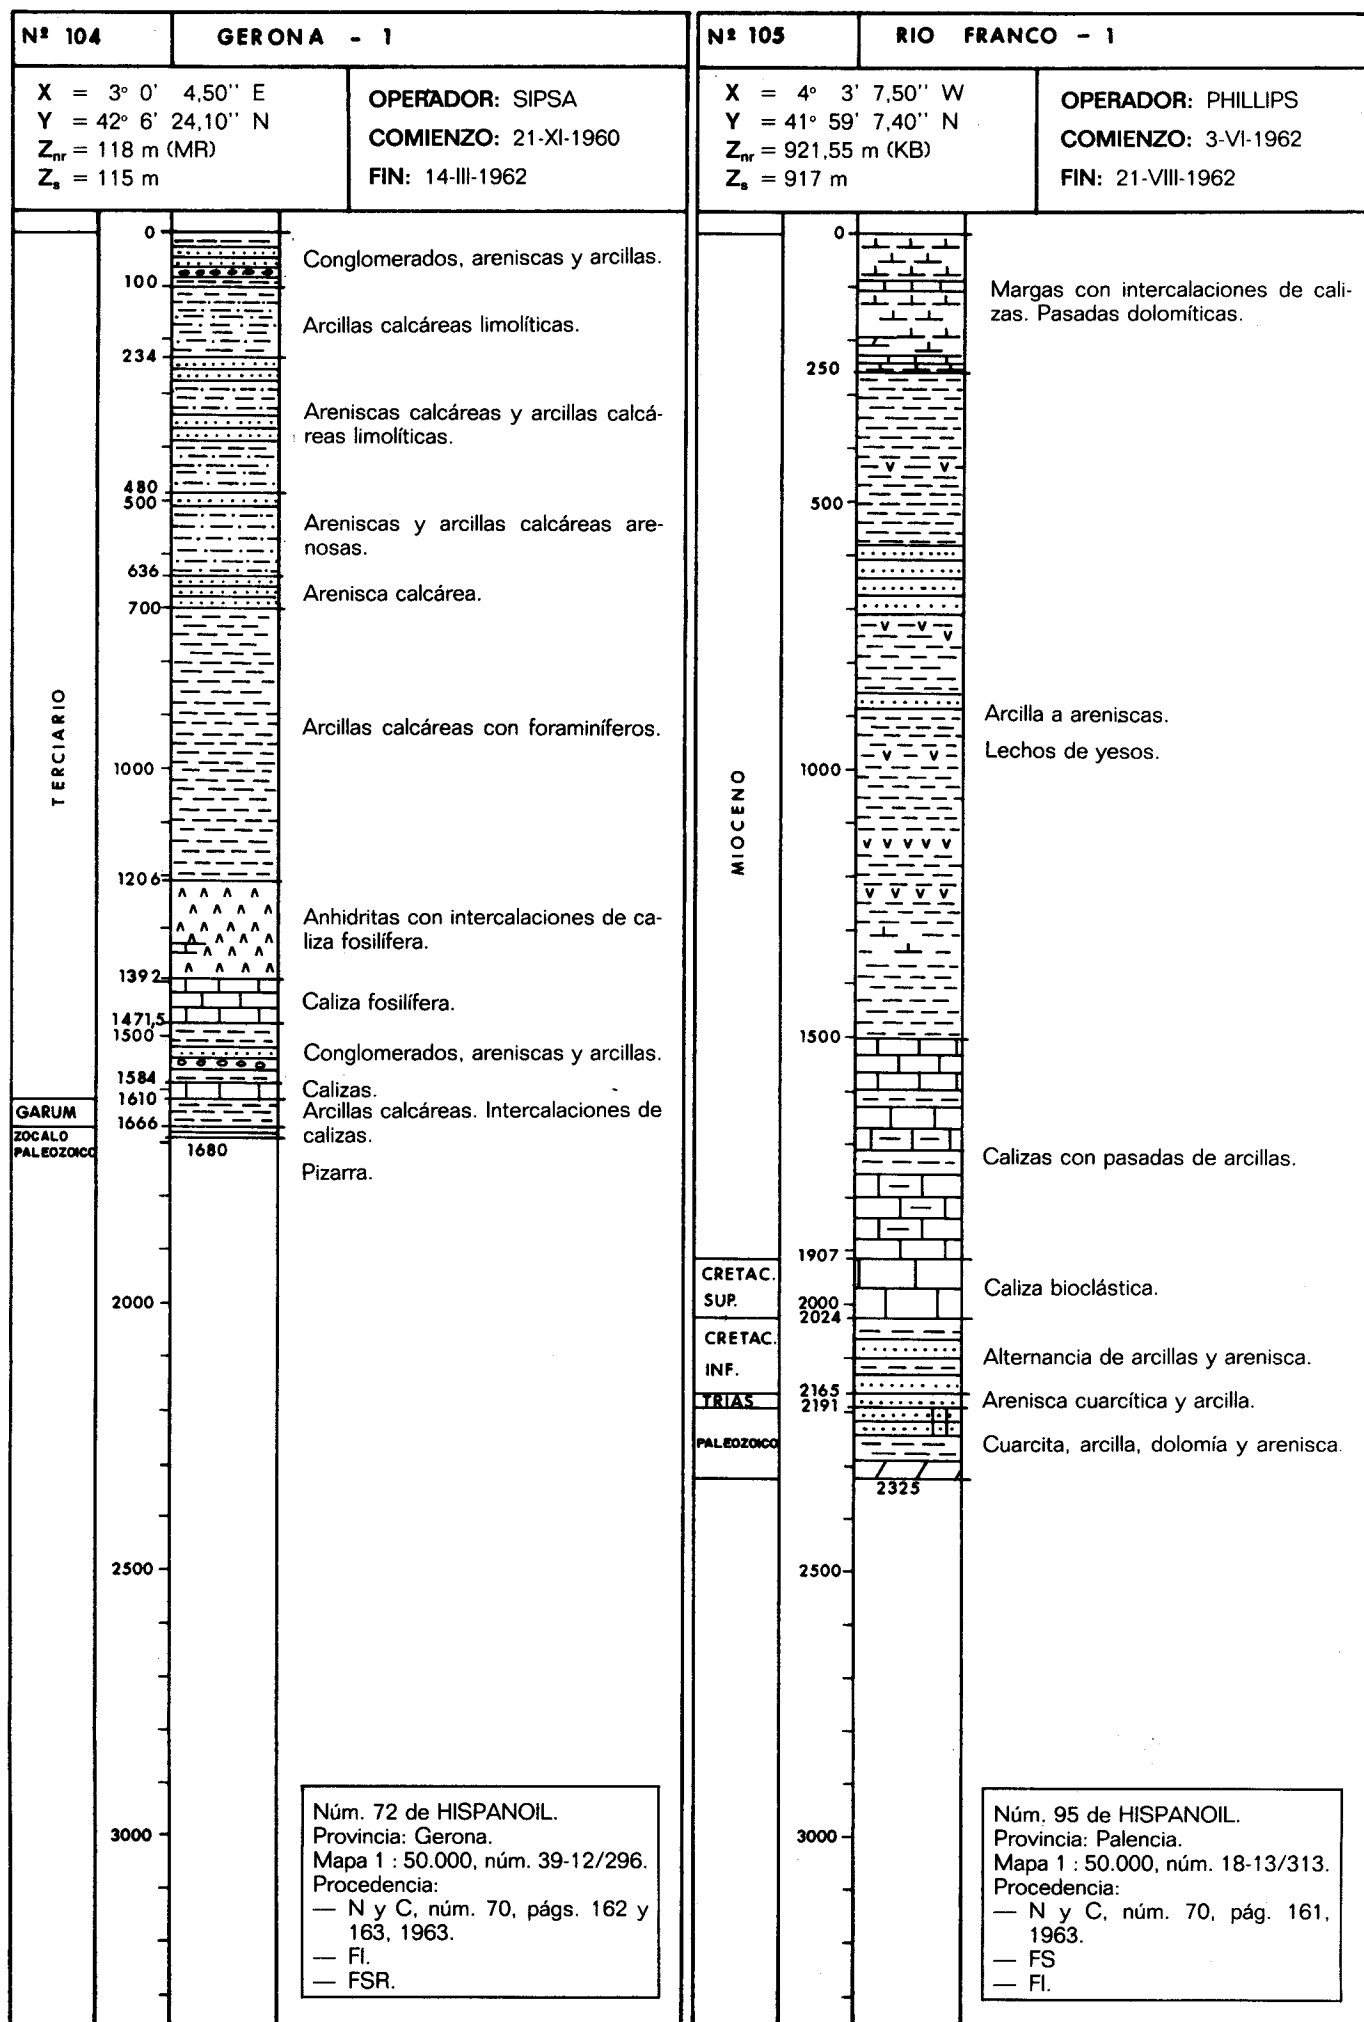 Nº 104 GERONA - 1
X = 3° 0' 4,50'' E
Y = 42° 6' 24,10'' N
Znr = 118 m (MR)
Zs = 115 m
OPERADOR: SIPSA
COMIENZO: 21-XI-1960
FIN: 14-III-1962
TERCIARIO
GARUM
ZOCALO
PALEOZOICO
0
100
234
480
500
636
700
1000
1206
1392
1471,5
1500
1584
1610
1666
1680
2000
2500
3000
Conglomerados, areniscas y arcillas.
Arcillas calcáreas limolíticas.
Areniscas calcáreas y arcillas calcá-
reas limolíticas.
Areniscas y arcillas calcáreas are-
nosas.
Arenisca calcárea.
Arcillas calcáreas con foraminíferos.
Anhidritas con intercalaciones de ca-
liza fosilífera.
Caliza fosilífera.
Conglomerados, areniscas y arcillas.
Calizas.
Arcillas calcáreas. Intercalaciones de
calizas.
Pizarra.
Núm. 72 de HISPANOIL.
Provincia: Gerona.
Mapa 1 : 50.000, núm. 39-12/296.
Procedencia:
— N y C, núm. 70, págs. 162 y
163, 1963.
— FI.
— FSR.
Nº 105 RIO FRANCO - 1
X = 4° 3' 7,50'' W
Y = 41° 59' 7,40'' N
Znr = 921,55 m (KB)
Zs = 917 m
OPERADOR: PHILLIPS
COMIENZO: 3-VI-1962
FIN: 21-VIII-1962
MIOCENO
CRETAC.
SUP.
CRETAC.
INF.
TRIAS
PALEOZOICO
0
250
500
1000
1500
1907
2000
2024
2165
2191
2325
2500
3000
Margas con intercalaciones de cali-
zas. Pasadas dolomíticas.
Arcilla a areniscas.
Lechos de yesos.
Calizas con pasadas de arcillas.
Caliza bioclástica.
Alternancia de arcillas y arenisca.
Arenisca cuarcítica y arcilla.
Cuarcita, arcilla, dolomía y arenisca.
Núm. 95 de HISPANOIL.
Provincia: Palencia.
Mapa 1 : 50.000, núm. 18-13/313.
Procedencia:
— N y C, núm. 70, pág. 161,
1963.
— FS
— FI.